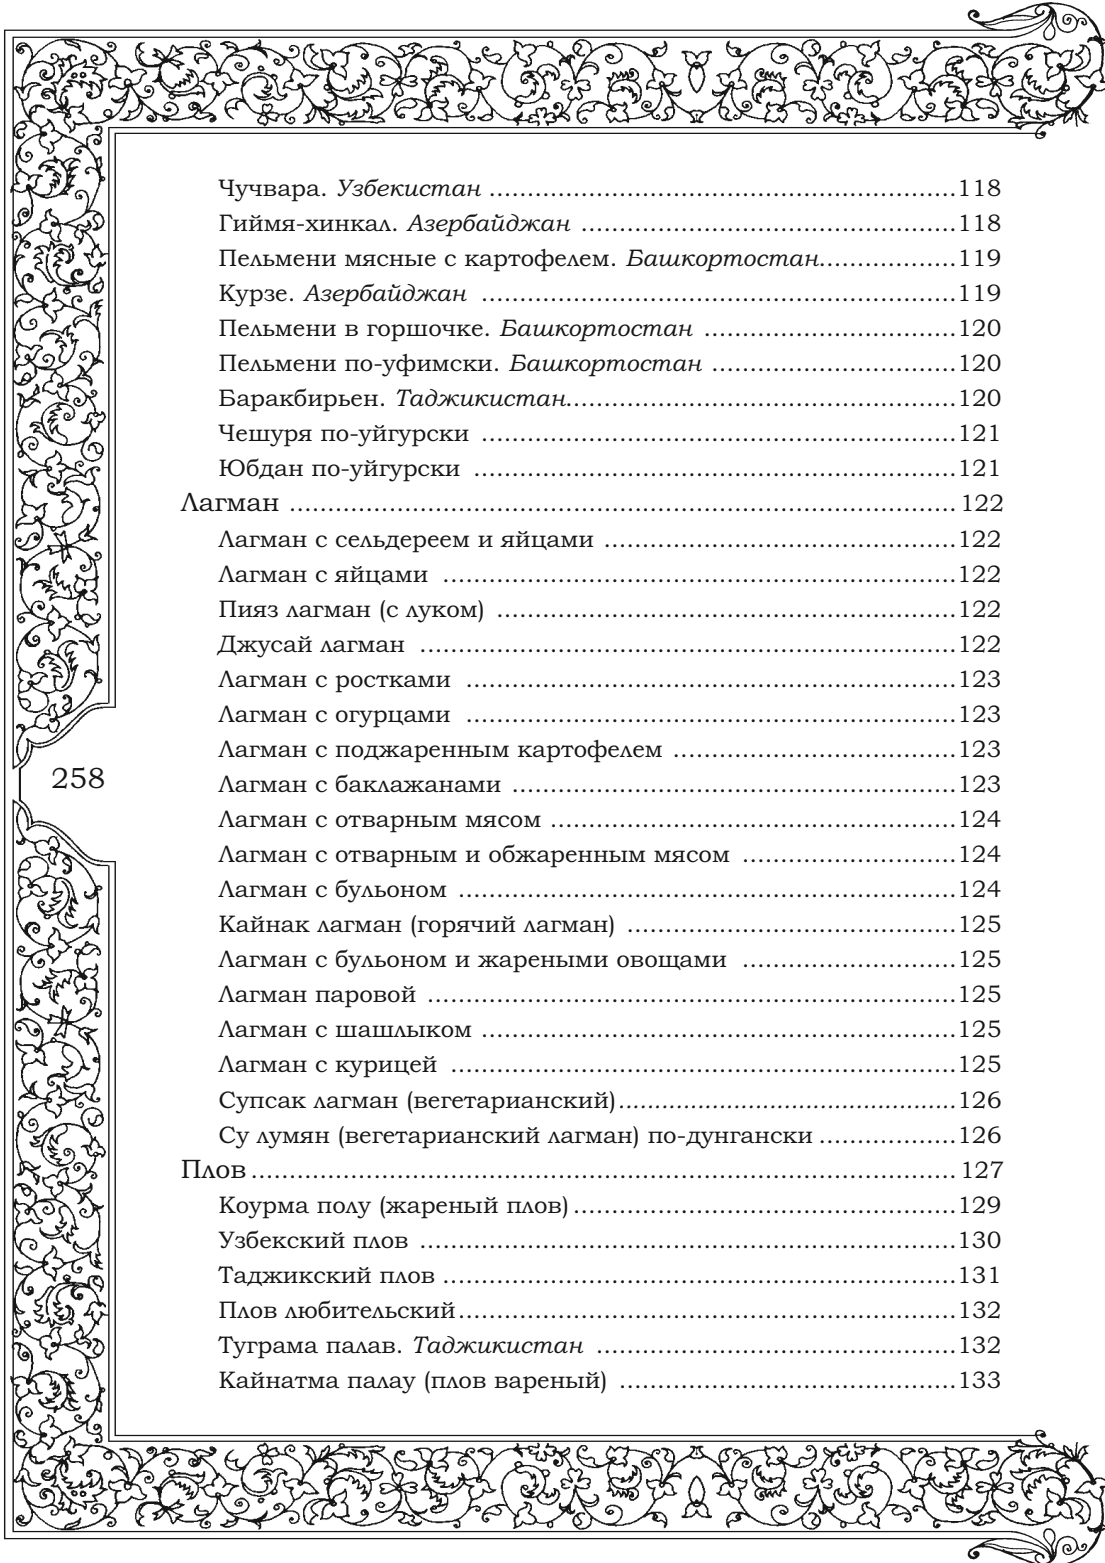 Чучвара. Узбекистан ..........118
Гиймя-хинкал. Азербайджан ..........118
Пельмени мясные с картофелем. Башкортостан..........119
Курзе. Азербайджан ..........119
Пельмени в горшочке. Башкортостан ..........120
Пельмени по-уфимски. Башкортостан ..........120
Баракбирьен. Таджикистан..........120
Чешуря по-уйгурски ..........121
Юбдан по-уйгурски ..........121
Лагман ..........122
Лагман с сельдереем и яйцами ..........122
Лагман с яйцами ..........122
Пияз лагман (с луком) ..........122
Джусай лагман ..........122
Лагман с ростками ..........123
Лагман с огурцами ..........123
Лагман с поджаренным картофелем ..........123
258
Лагман с баклажанами ..........123
Лагман с отварным мясом ..........124
Лагман с отварным и обжаренным мясом ..........124
Лагман с бульоном ..........124
Кайнак лагман (горячий лагман) ..........125
Лагман с бульоном и жареными овощами ..........125
Лагман паровой ..........125
Лагман с шашлыком ..........125
Лагман с курицей ..........125
Супсак лагман (вегетарианский)..........126
Су лумян (вегетарианский лагман) по-дунгански ..........126
Плов ..........127
Коурма полу (жареный плов) ..........129
Узбекский плов ..........130
Таджикский плов ..........131
Плов любительский..........132
Туграма палав. Таджикистан ..........132
Кайнатма палау (плов вареный) ..........133